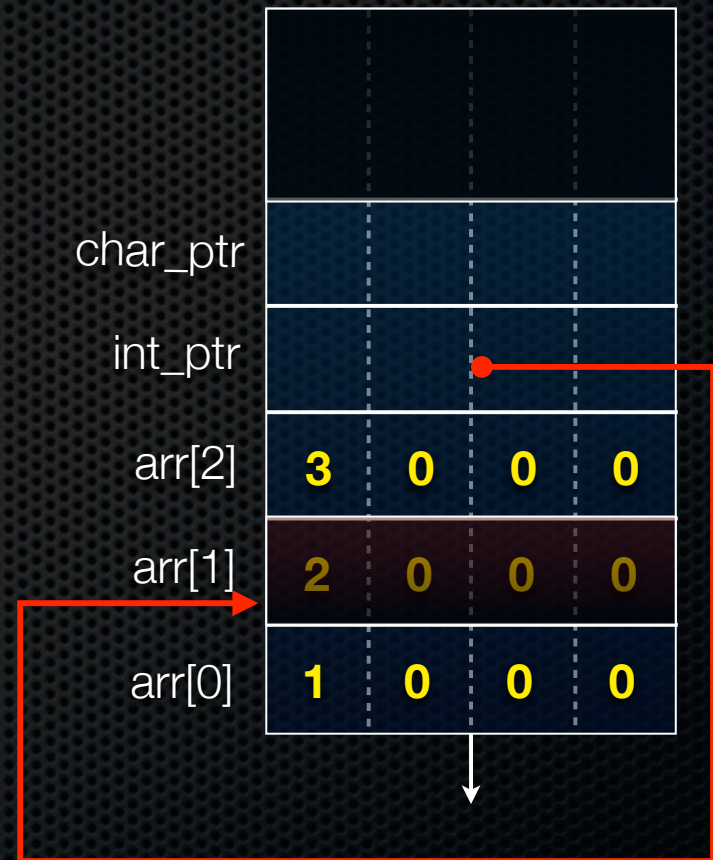 char_ptr
int_ptr
arr[2] 3 0 0 0
arr[1] 2 0 0 0
arr[0] 1 0 0 0